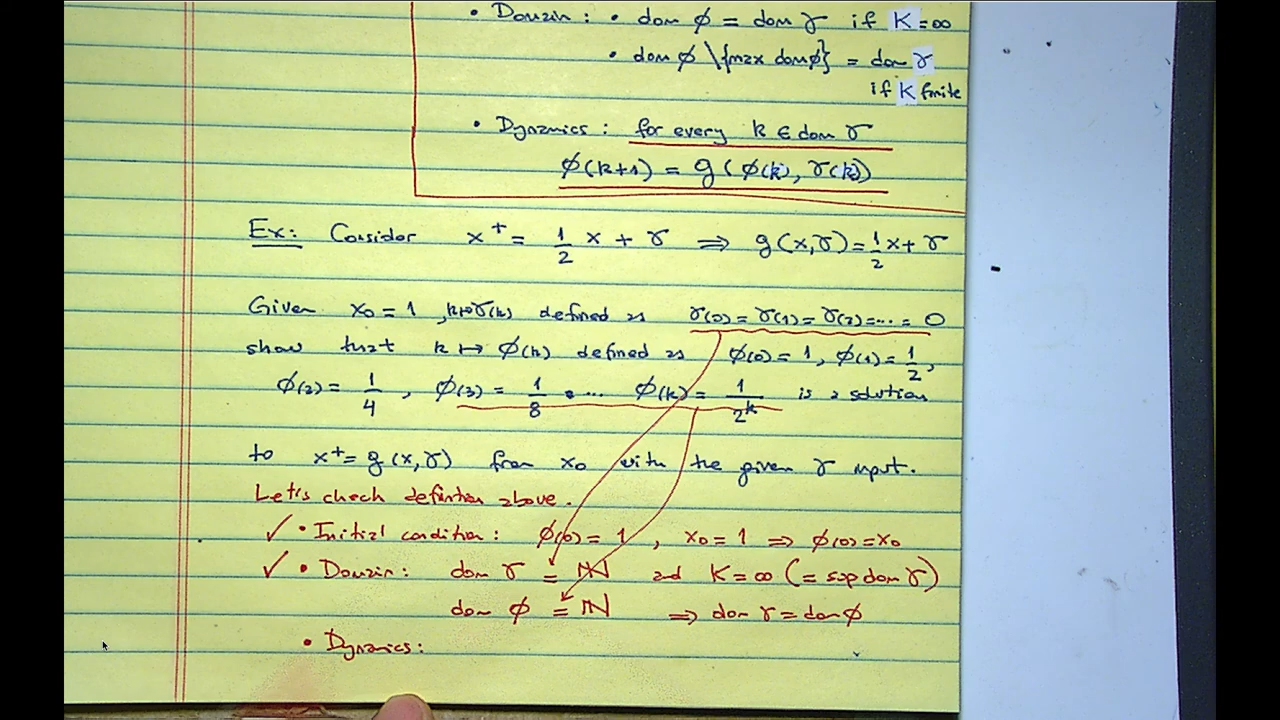 • Domain : • dom φ = dom γ if K = ∞
• dom φ \ {max dom φ} = dom γ
if K finite
• Dynamics : for every k ∈ dom γ
φ(k+1) = g(φ(k), γ(k))
Ex: Consider x⁺ = 1/2 x + γ ⇒ g(x,γ) = 1/2 x + γ
Given x₀ = 1, k↦γ(k) defined as γ(0) = γ(1) = γ(2) = ... = 0
show that k ↦ φ(k) defined as φ(0) = 1, φ(1) = 1/2,
φ(2) = 1/4, φ(3) = 1/8 • ... φ(k) = 1/2^k is a solution
to x⁺ = g(x,γ) from x₀ with the given γ input.
Let's check definition above.
✓ • Initial condition : φ(0) = 1, x₀ = 1 ⇒ φ(0) = x₀
✓ • Domain : dom γ = ℕ and K = ∞ (= sup dom γ)
dom φ = ℕ ⇒ dom γ = dom φ
• Dynamics :